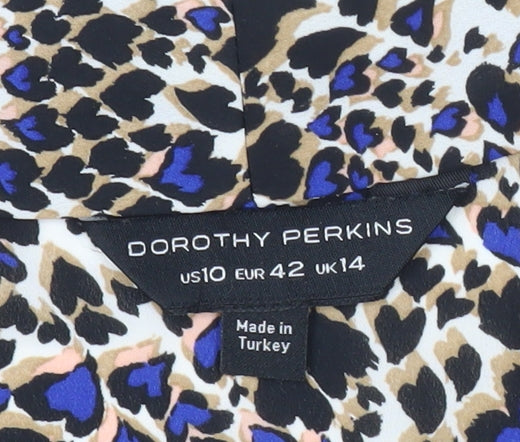 DOROTHY PERKINS
US10 EUR 42 UK14
Made in
Turkey